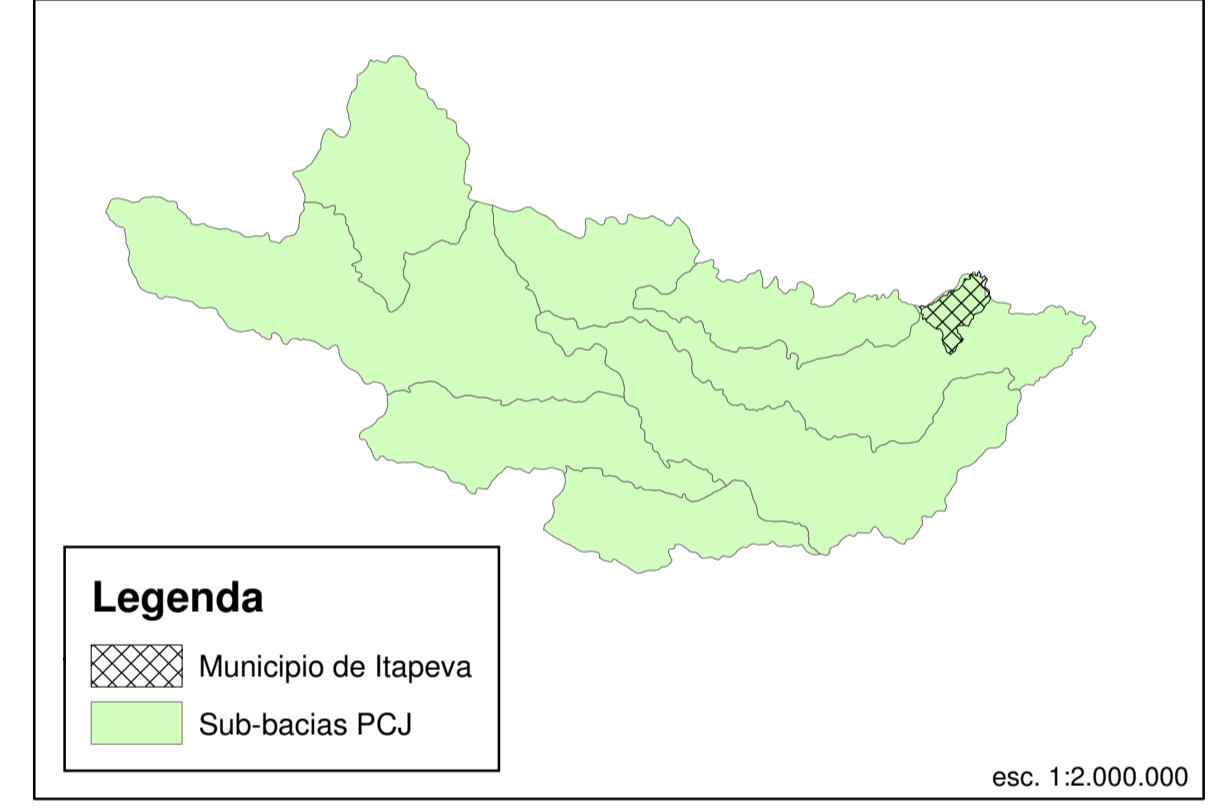 Legenda
Municipio de Itapeva
Sub-bacias PCJ
esc. 1:2.000.000